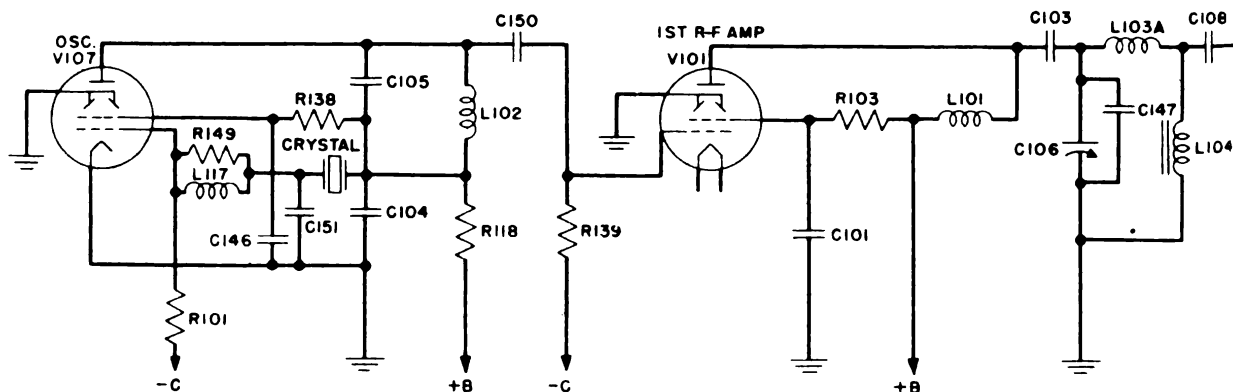 C150
OSC.
V107
C105
R138
L102
R149
CRYSTAL
L117
C104
C151
C146
R118
R139
R101
-C
+B
-C
1ST R-F AMP
V101
C103
L103A
C108
R103
L101
C147
C106
L104
C101
+B